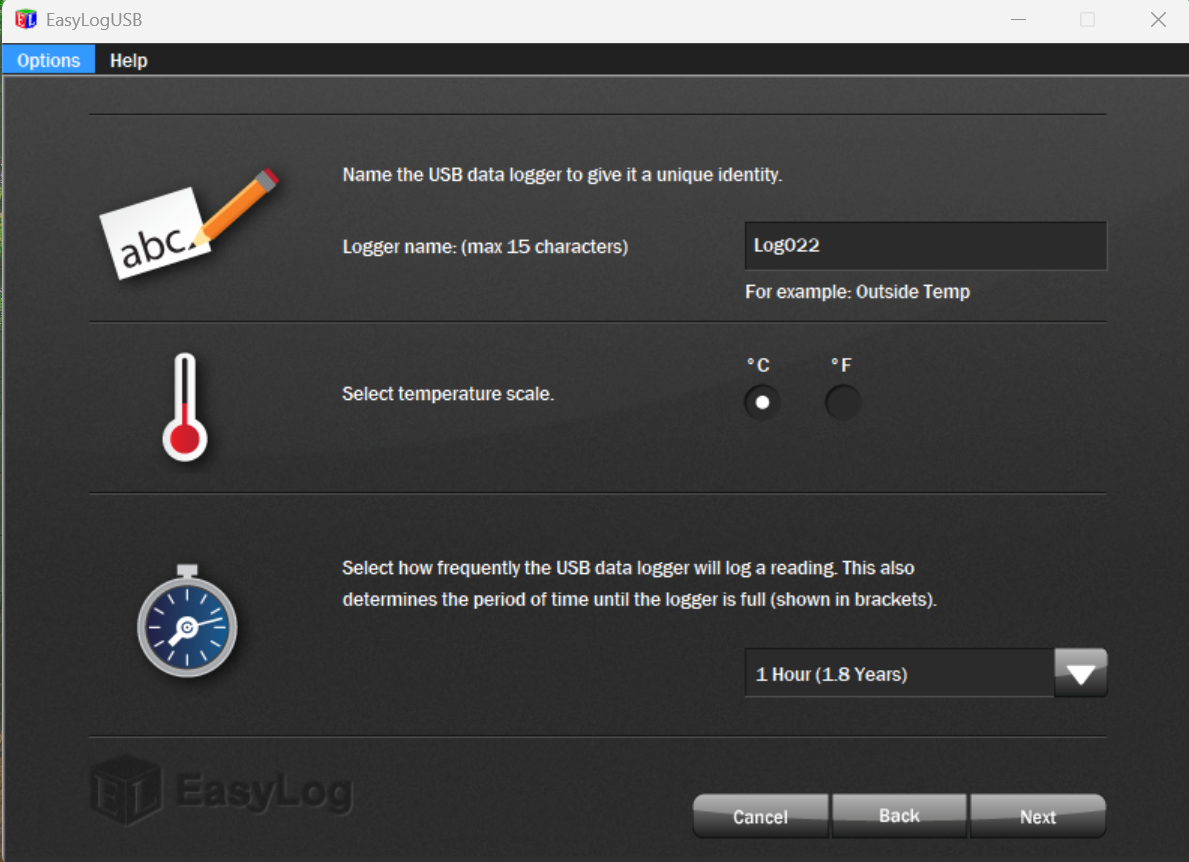 EasyLogUSB
Options Help
Name the USB data logger to give it a unique identity.
abc.
Logger name: (max 15 characters) Log022
For example: Outside Temp
°C °F
Select temperature scale.
Select how frequently the USB data logger will log a reading. This also
determines the period of time until the logger is full (shown in brackets).
1 Hour (1.8 Years)
EL EasyLog
Cancel Back Next